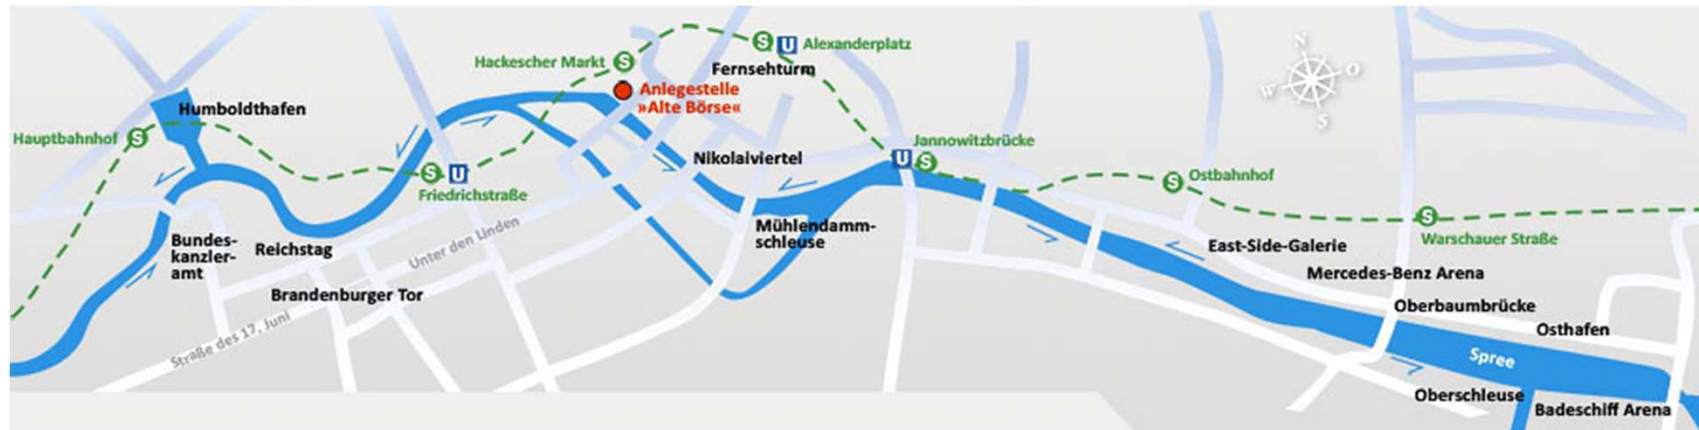 S
U
Alexanderplatz
Hackescher Markt
S
Fernsehturm
N
W
O
S
Anlegestelle
»Alte Börse«
Humboldthafen
Hauptbahnhof
S
Jannowitzbrücke
U
S
Nikolaiviertel
S
U
Friedrichstraße
S
Ostbahnhof
S
Warschauer Straße
Mühlendamm-
schleuse
Bundes-
kanzler-
amt
Reichstag
Unter den Linden
East-Side-Galerie
Mercedes-Benz Arena
Brandenburger Tor
Oberbaumbrücke
Osthafen
Straße des 17. Juni
Spree
Oberschleuse
Badeschiff Arena